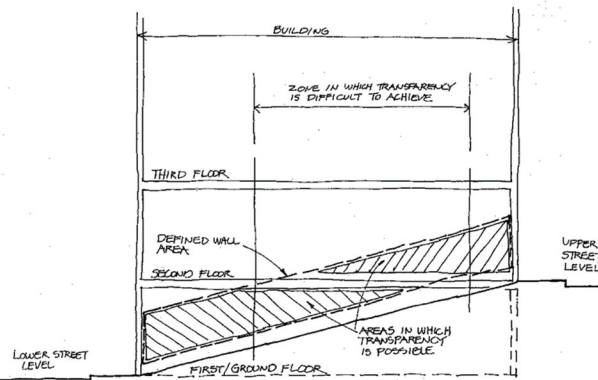 BUILDING
ZONE IN WHICH TRANSPARENCY
IS DIFFICULT TO ACHIEVE
THIRD FLOOR
DEFINED WALL
AREA
UPPER
STREET
LEVEL
SECOND FLOOR
AREAS IN WHICH
TRANSPARENCY
IS POSSIBLE
LOWER STREET
LEVEL
FIRST/GROUND FLOOR